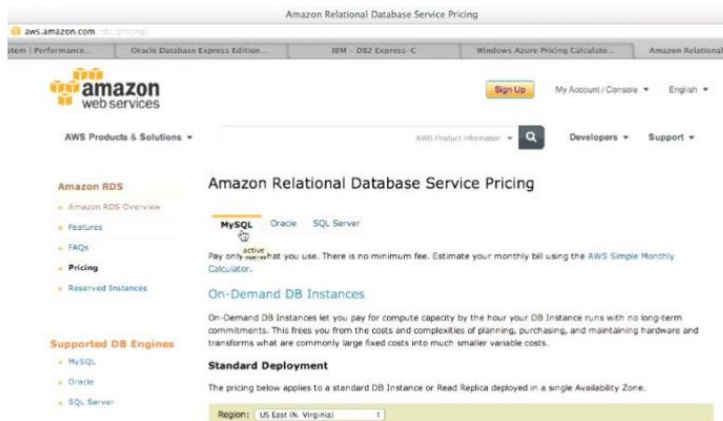 Amazon Relational Database Service Pricing
aws.amazon.com
stem | Performance... Oracle Database Express Edition... IBM - DB2 Express-C Windows Azure Pricing Calculato... Amazon Relational
amazon
web services
Sign Up My Account / Console English
AWS Products & Solutions AWS Product Information Developers Support
Amazon RDS
Amazon RDS Overview
Features
FAQs
Pricing
Reserved Instances
Supported DB Engines
MySQL
Oracle
SQL Server
Amazon Relational Database Service Pricing
MySQL Oracle SQL Server
active
Pay only what you use. There is no minimum fee. Estimate your monthly bill using the AWS Simple Monthly
Calculator.
On-Demand DB Instances
On-Demand DB Instances let you pay for compute capacity by the hour your DB Instance runs with no long-term
commitments. This frees you from the costs and complexities of planning, purchasing, and maintaining hardware and
transforms what are commonly large fixed costs into much smaller variable costs.
Standard Deployment
The pricing below applies to a standard DB Instance or Read Replica deployed in a single Availability Zone.
Region: US East (N. Virginia)